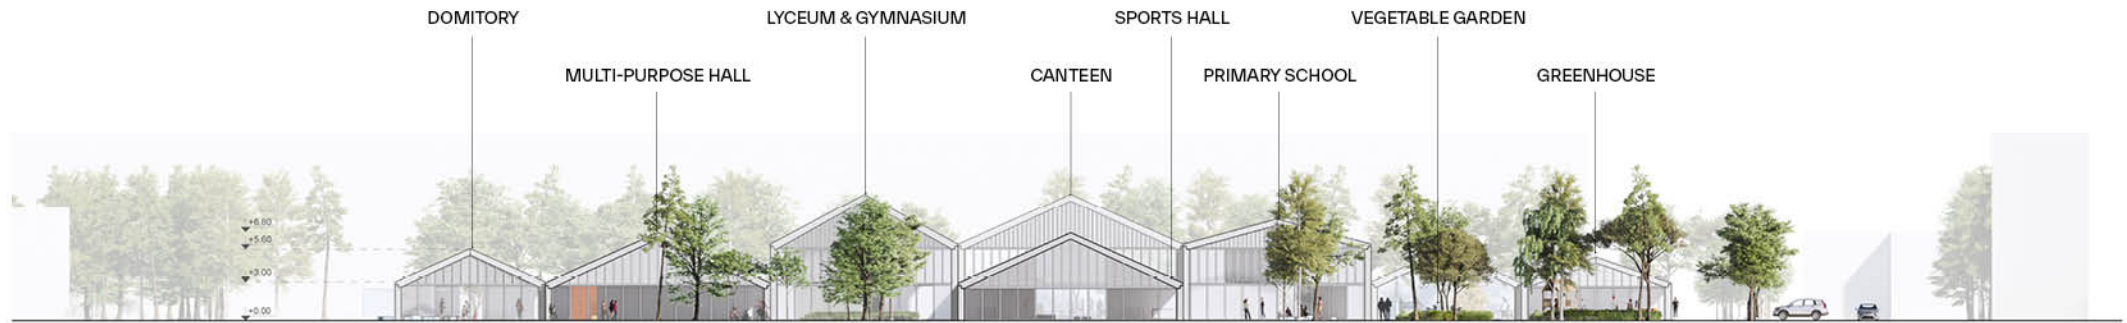 DOMITORY
LYCEUM & GYMNASIUM
SPORTS HALL
VEGETABLE GARDEN
MULTI-PURPOSE HALL
CANTEEN
PRIMARY SCHOOL
GREENHOUSE
+6.80
+5.60
+3.00
+0.00